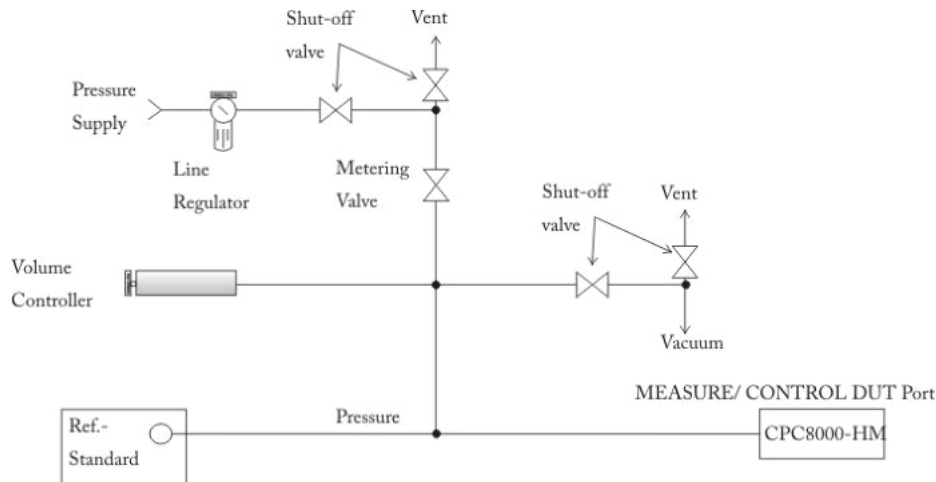 Shut-off
valve
Vent
Pressure
Supply
Line
Regulator
Metering
Valve
Shut-off
valve
Vent
Volume
Controller
Vacuum
MEASURE/ CONTROL DUT Port
Pressure
Ref.-
Standard
CPC8000-HM